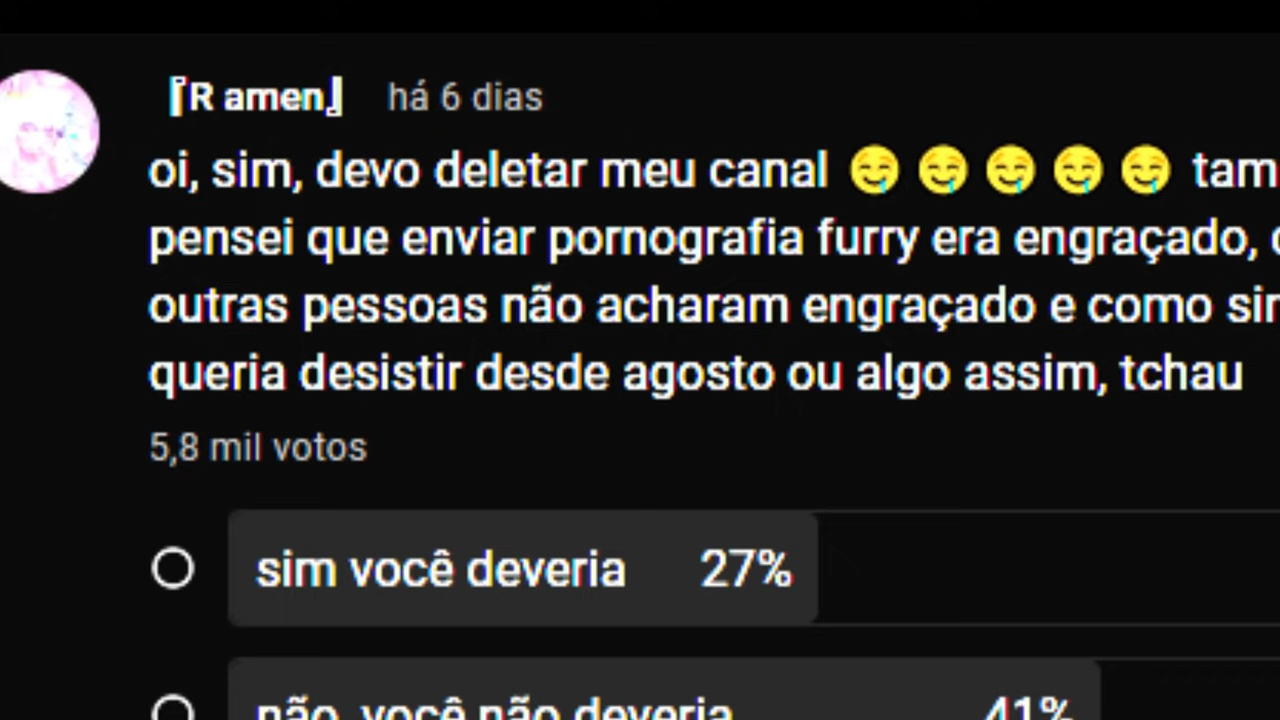 『R amen』 há 6 dias
oi, sim, devo deletar meu canal 🤤 🤤 🤤 🤤 🤤
pensei que enviar pornografia furry era engraçado,
outras pessoas não acharam engraçado e como
queria desistir desde agosto ou algo assim, tchau
5,8 mil votos
sim você deveria 27%
não, você não deveria 41%